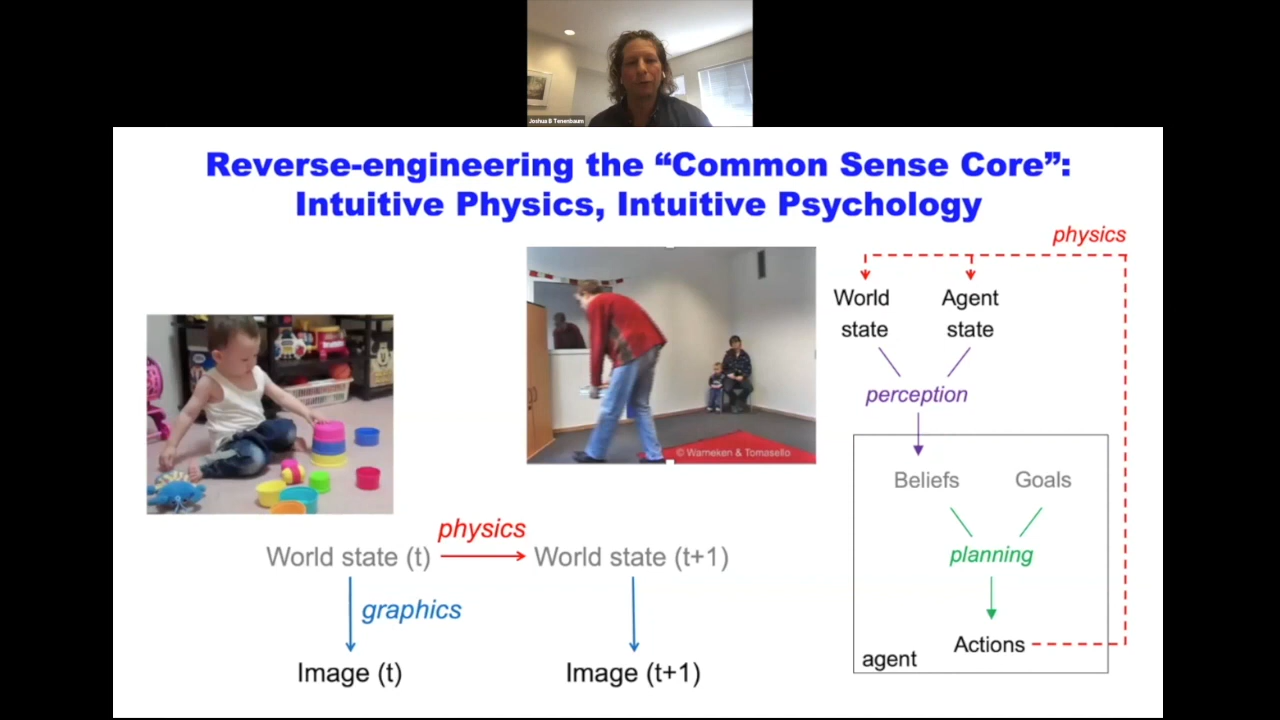 Joshua B Tenenbaum
Reverse-engineering the “Common Sense Core”:
Intuitive Physics, Intuitive Psychology
© Warneken & Tomasello
physics
World state (t)
World state (t+1)
graphics
Image (t)
Image (t+1)
physics
World
state
Agent
state
perception
Beliefs
Goals
planning
Actions
agent